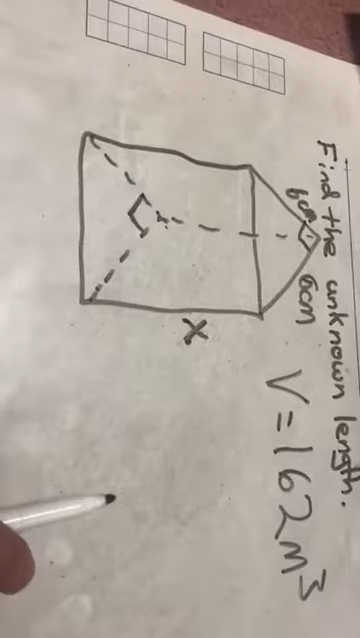 Find the unknown length.
6cm
6cm
V=162m³
x